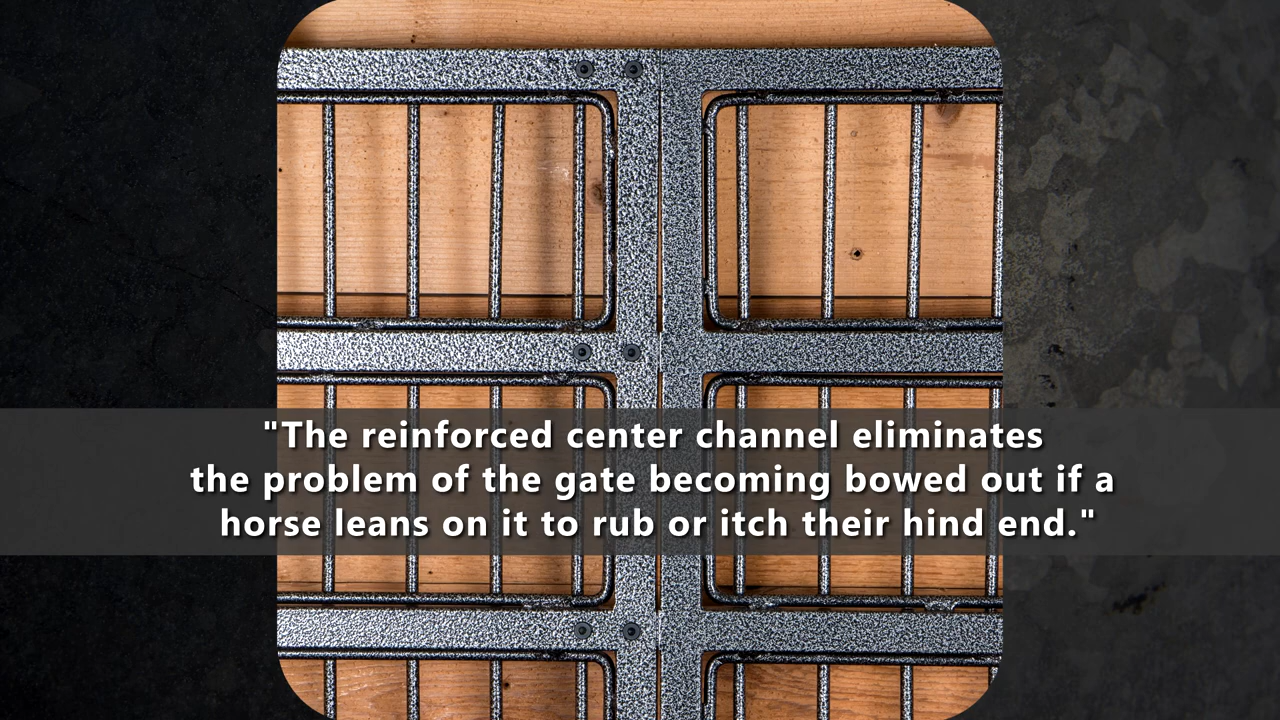 "The reinforced center channel eliminates
the problem of the gate becoming bowed out if a
horse leans on it to rub or itch their hind end."